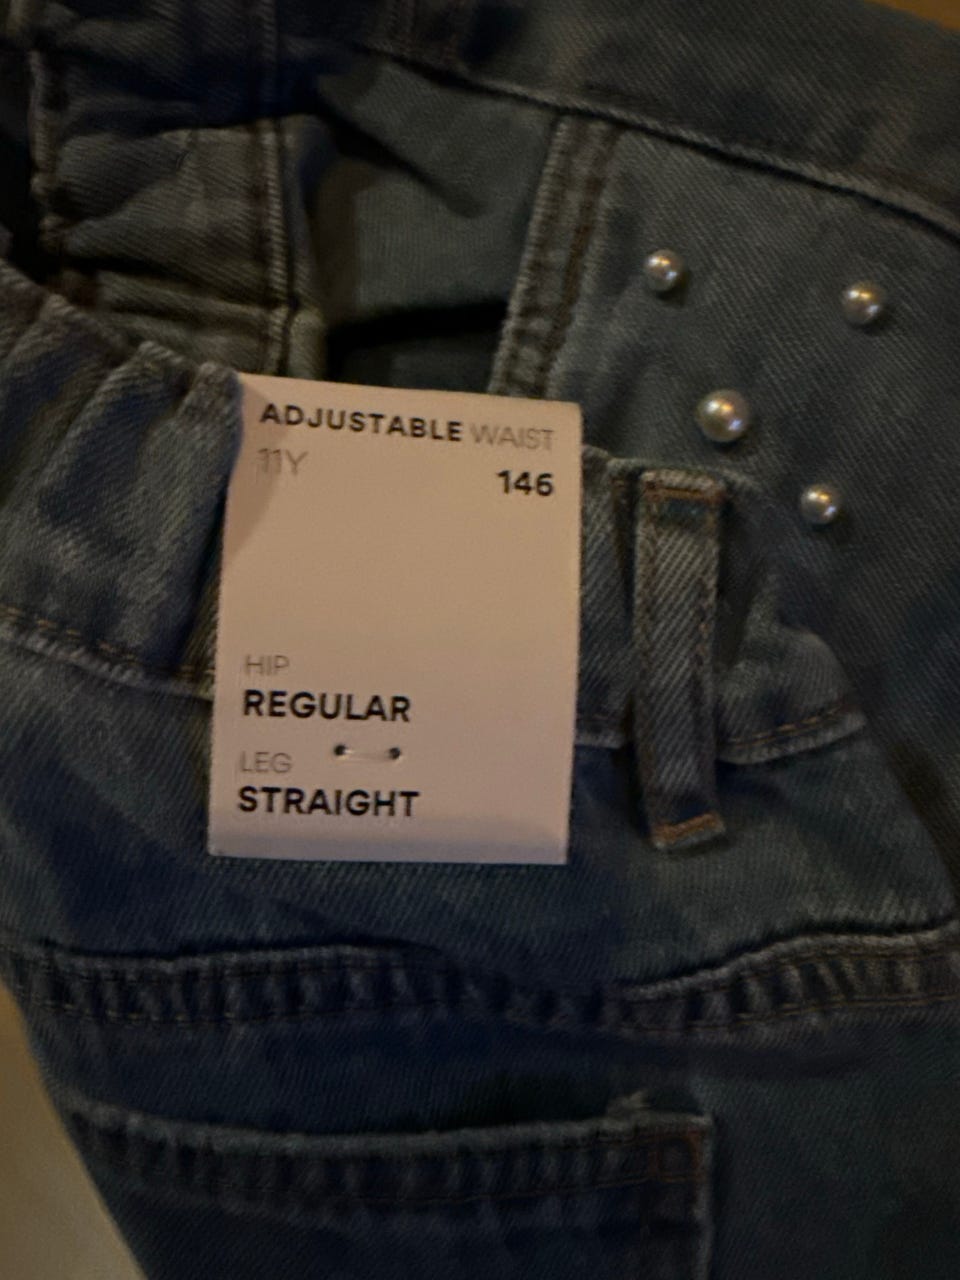 ADJUSTABLE WAIST
11Y
146
HIP
REGULAR
LEG
STRAIGHT